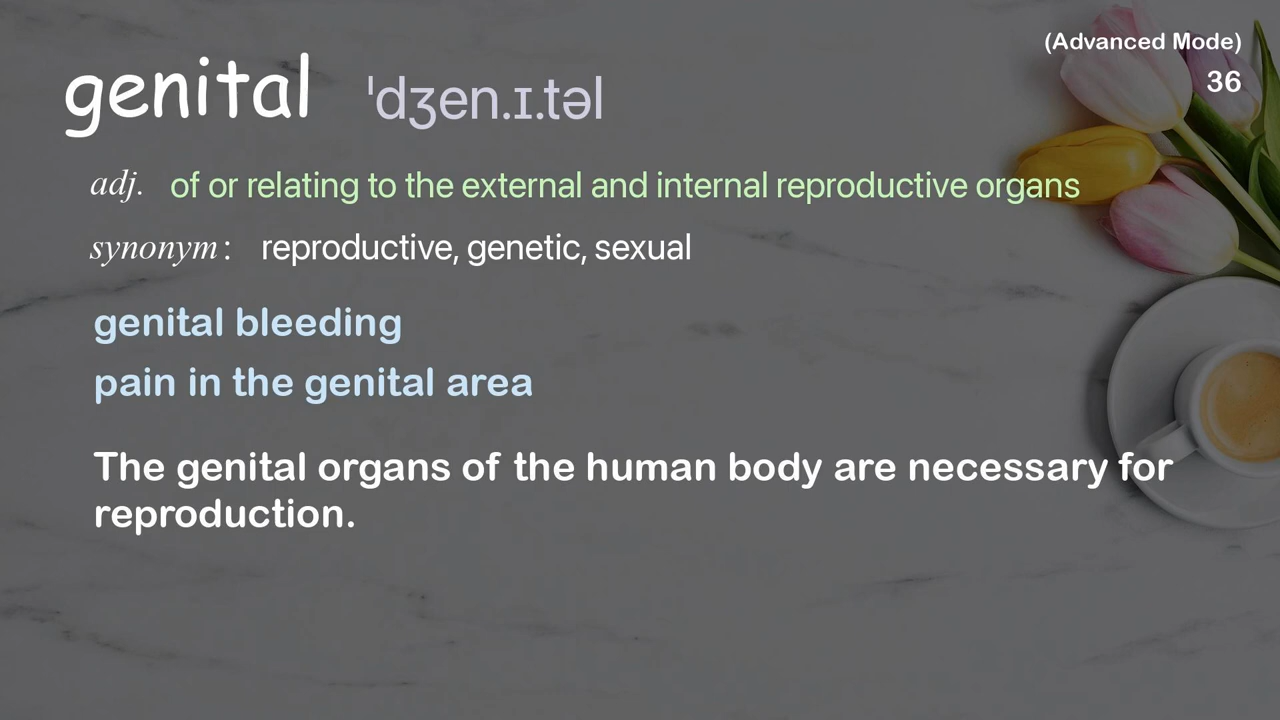 (Advanced Mode)
36
genital ˈdʒen.ɪ.təl
adj. of or relating to the external and internal reproductive organs
synonym: reproductive, genetic, sexual
genital bleeding
pain in the genital area
The genital organs of the human body are necessary for
reproduction.